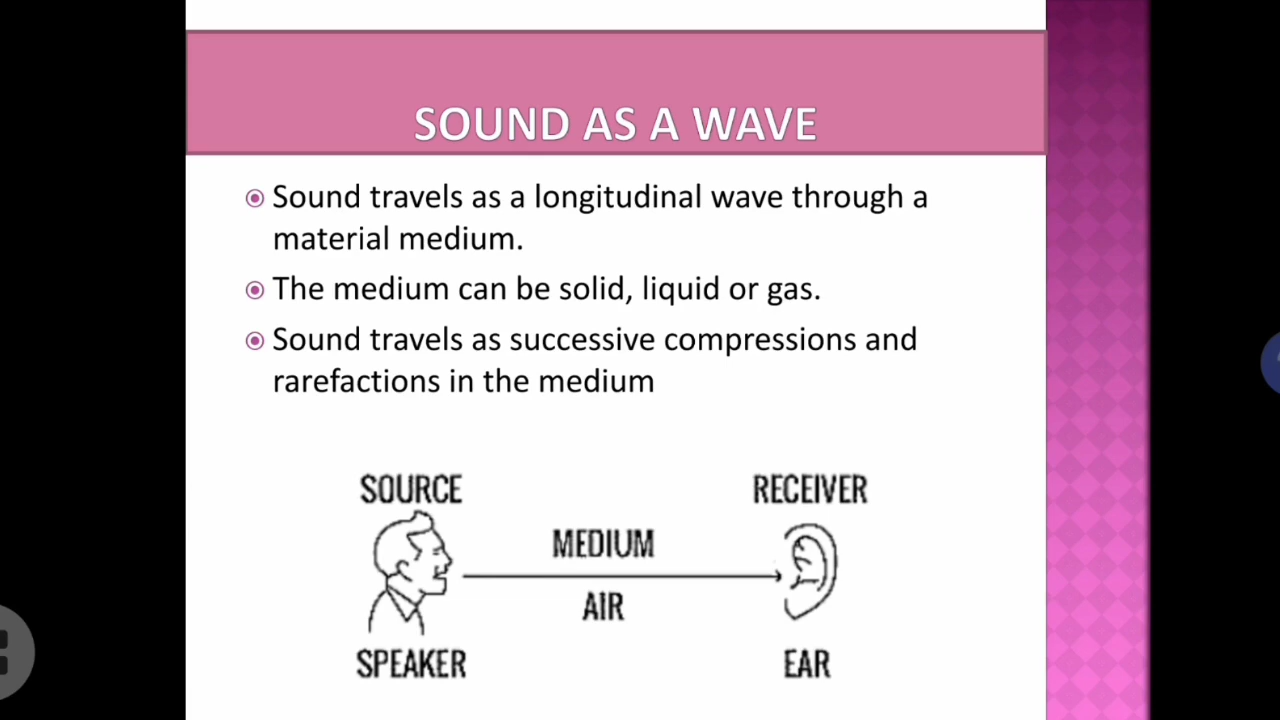 SOUND AS A WAVE
Sound travels as a longitudinal wave through a
material medium.
The medium can be solid, liquid or gas.
Sound travels as successive compressions and
rarefactions in the medium
SOURCE
RECEIVER
MEDIUM
AIR
SPEAKER
EAR